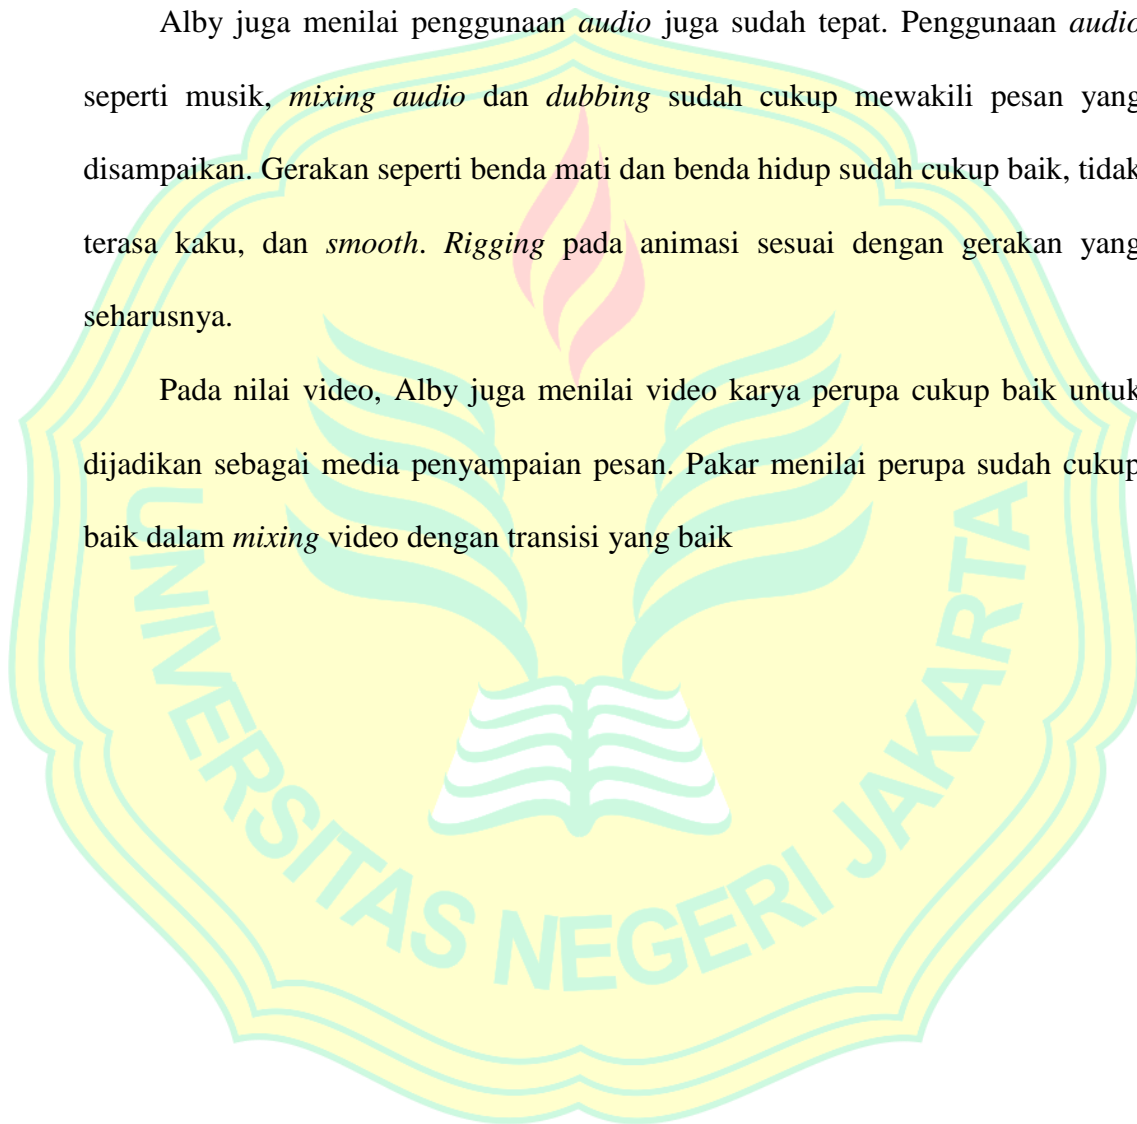 Alby juga menilai penggunaan audio juga sudah tepat. Penggunaan audio
seperti musik, mixing audio dan dubbing sudah cukup mewakili pesan yang
disampaikan. Gerakan seperti benda mati dan benda hidup sudah cukup baik, tidak
terasa kaku, dan smooth. Rigging pada animasi sesuai dengan gerakan yang
seharusnya.
Pada nilai video, Alby juga menilai video karya perupa cukup baik untuk
dijadikan sebagai media penyampaian pesan. Pakar menilai perupa sudah cukup
baik dalam mixing video dengan transisi yang baik
UNIVERSITAS NEGERI JAKARTA